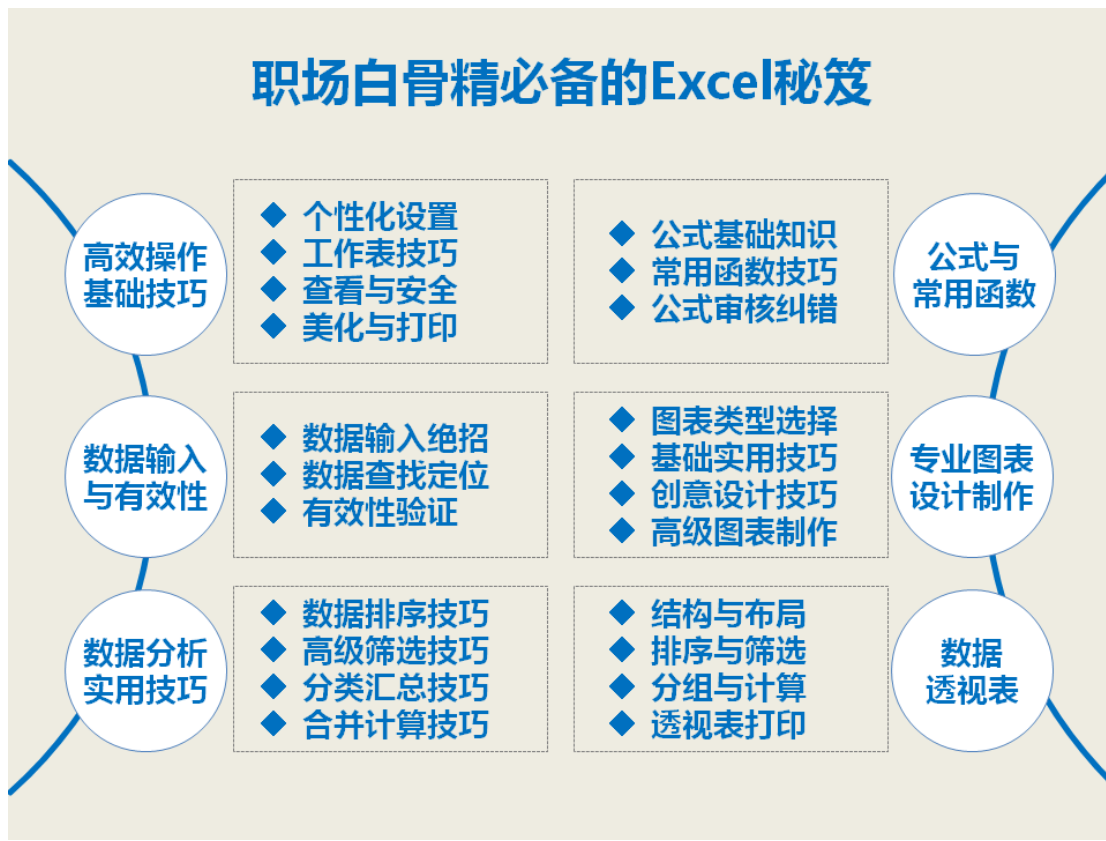 职场白骨精必备的Excel秘笈
高效操作
基础技巧
◆ 个性化设置
◆ 工作表技巧
◆ 查看与安全
◆ 美化与打印
◆ 公式基础知识
◆ 常用函数技巧
◆ 公式审核纠错
公式与
常用函数
数据输入
与有效性
◆ 数据输入绝招
◆ 数据查找定位
◆ 有效性验证
◆ 图表类型选择
◆ 基础实用技巧
◆ 创意设计技巧
◆ 高级图表制作
专业图表
设计制作
数据分析
实用技巧
◆ 数据排序技巧
◆ 高级筛选技巧
◆ 分类汇总技巧
◆ 合并计算技巧
◆ 结构与布局
◆ 排序与筛选
◆ 分组与计算
◆ 透视表打印
数据
透视表